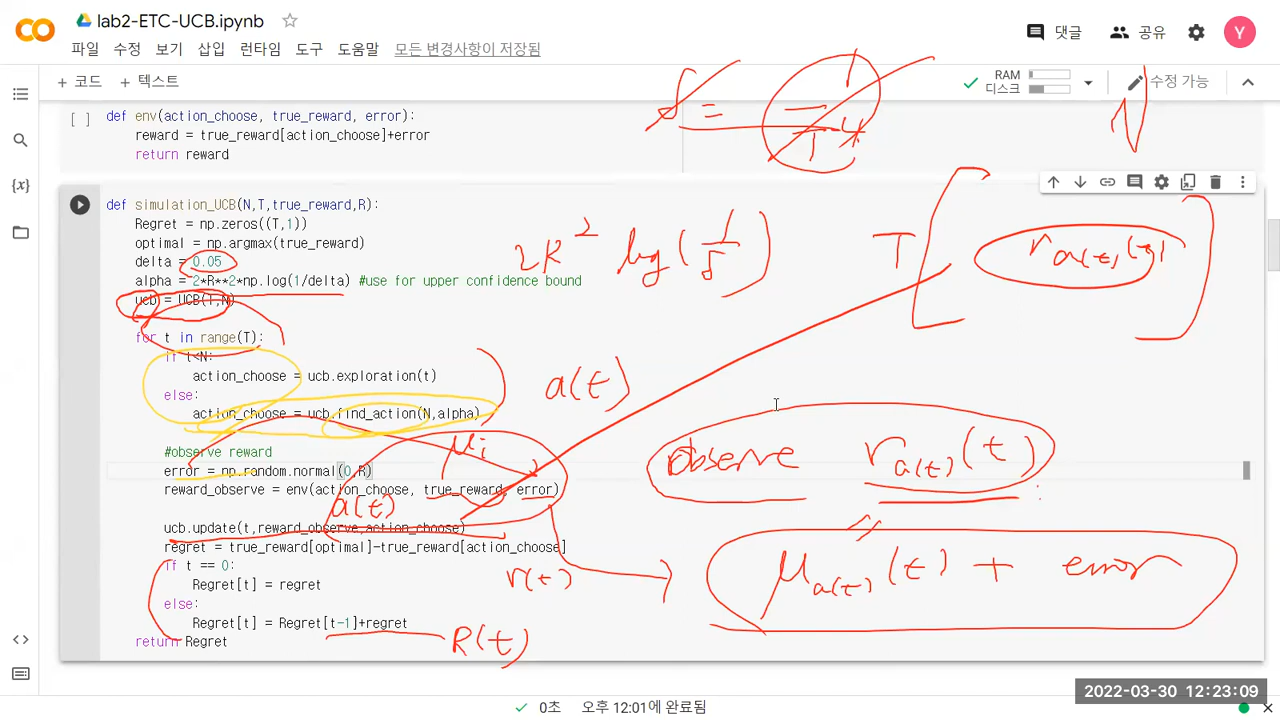 lab2-ETC-UCB.ipynb
파일 수정 보기 삽입 런타임 도구 도움말 모든 변경사항이 저장됨
댓글 공유 Y
+ 코드 + 텍스트
RAM
디스크
수정 가능
δ = 1/T⁴
N
[ ] def env(action_choose, true_reward, error):
reward = true_reward[action_choose]+error
return reward
def simulation_UCB(N,T,true_reward,R):
Regret = np.zeros((T,1))
optimal = np.argmax(true_reward)
delta = 0.05
alpha = 2*R**2*np.log(1/delta) #use for upper confidence bound
ucb = UCB(T,N)
2R² log(1/δ)
T [ r_{a(t)}(t) ]
for t in range(T):
if t<N:
action_choose = ucb.exploration(t)
else:
action_choose = ucb.find_action(N,alpha)
a(t)
#observe reward
error = np.random.normal(0,R)
reward_observe = env(action_choose, true_reward, error)
μi
a(t)
observe r_{a(t)}(t)
ucb.update(t,reward_observe,action_choose)
regret = true_reward[optimal]-true_reward[action_choose]
if t == 0:
Regret[t] = regret
else:
Regret[t] = Regret[t-1]+regret
return Regret
r(t)
R(t)
μ_{a(t)}(t) + error
0초 오후 12:01에 완료됨
2022-03-30 12:23:09